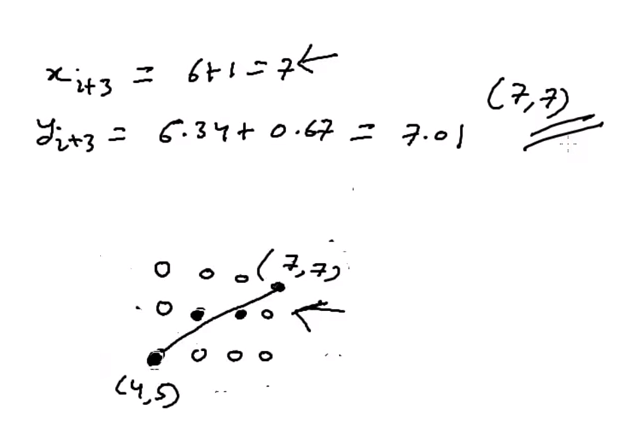 x_{i+3} = 6+1 = 7 ←
y_{i+3} = 6.34 + 0.67 = 7.01 (7,7)
(7,7)
(4,5)